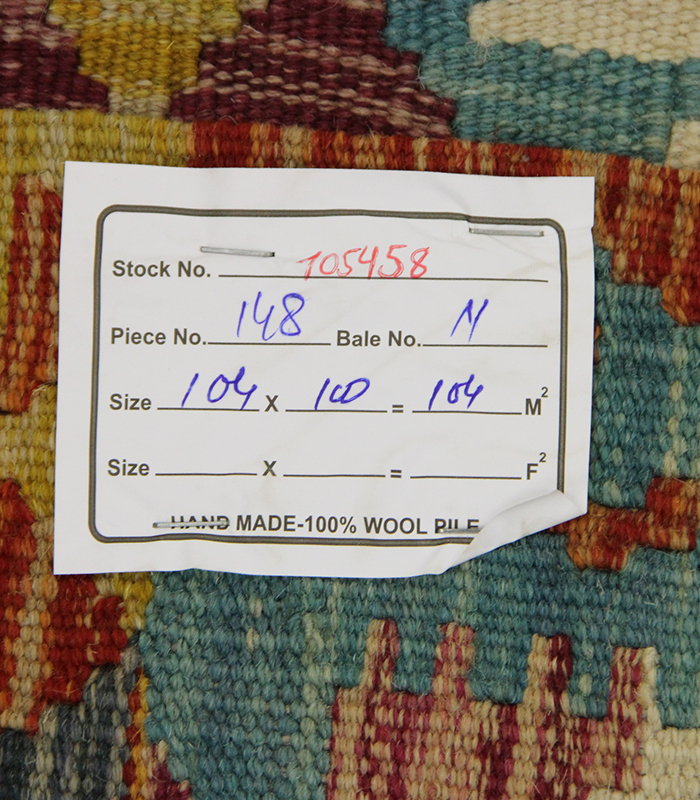 Stock No. 105458
Piece No. 148 Bale No. N
Size 104 X 100 = 104 M²
Size X = F²
HAND MADE-100% WOOL PILE